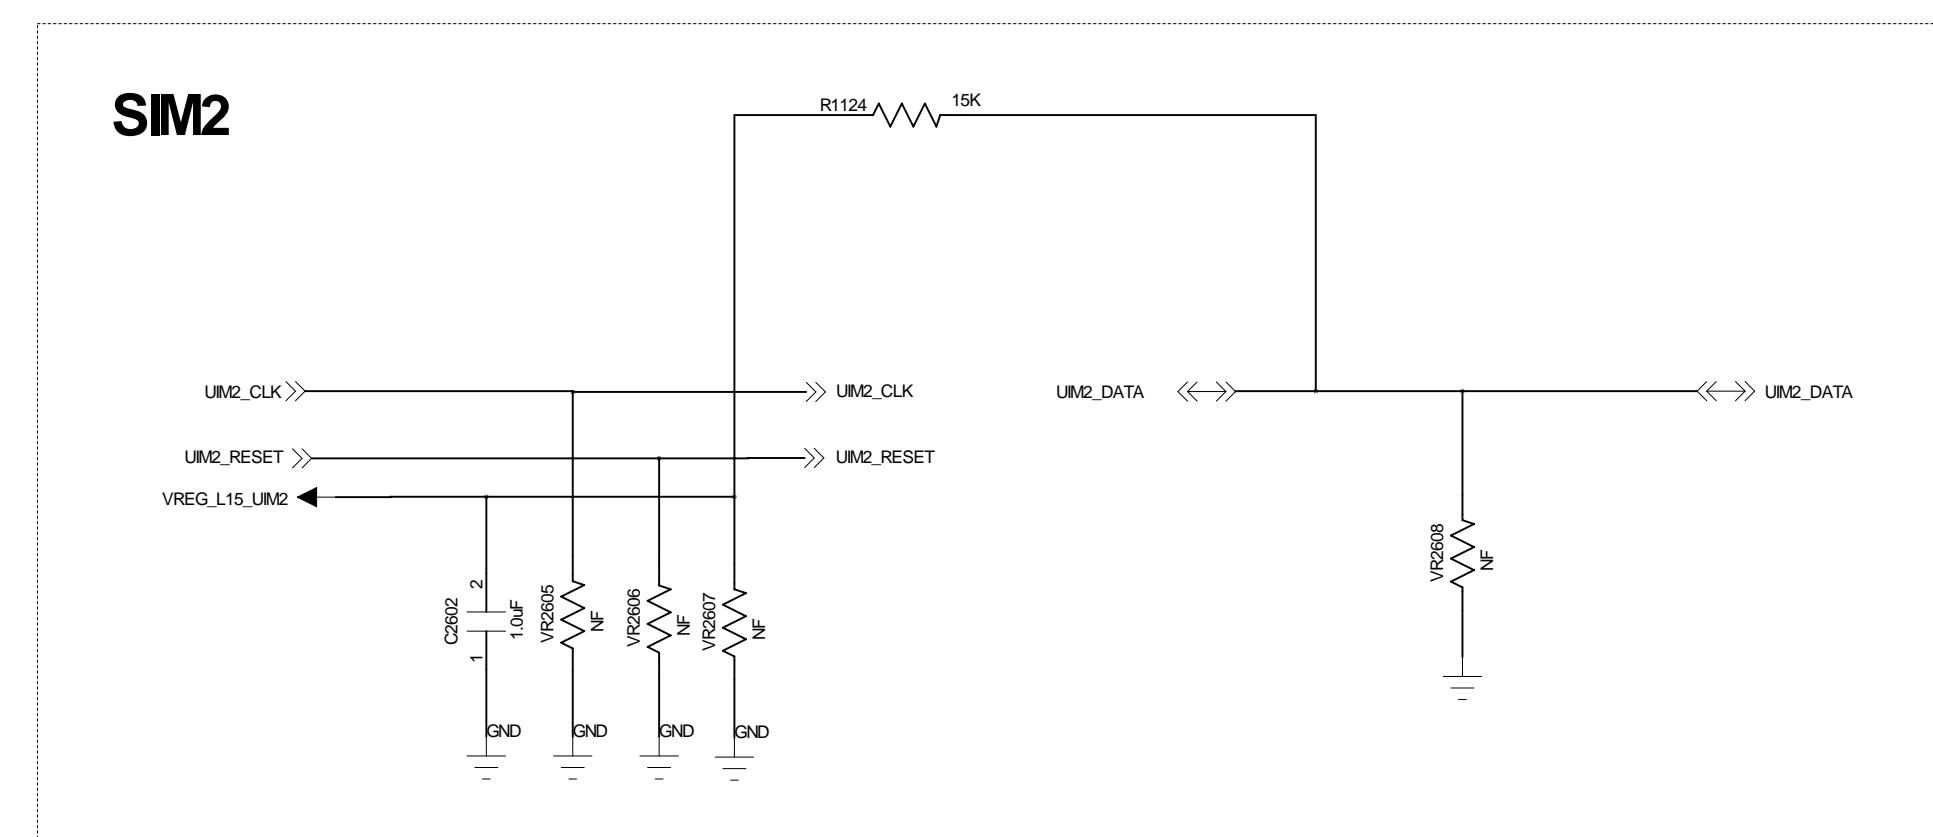 SIM2
R1124
15K
UIM2_CLK
UIM2_CLK
UIM2_DATA
UIM2_DATA
UIM2_RESET
UIM2_RESET
VREG_L15_UIM2
VR2608
NF
2
C2602
1.0uF
1
VR2605
NF
VR2606
NF
VR2607
NF
GND
GND
GND
GND